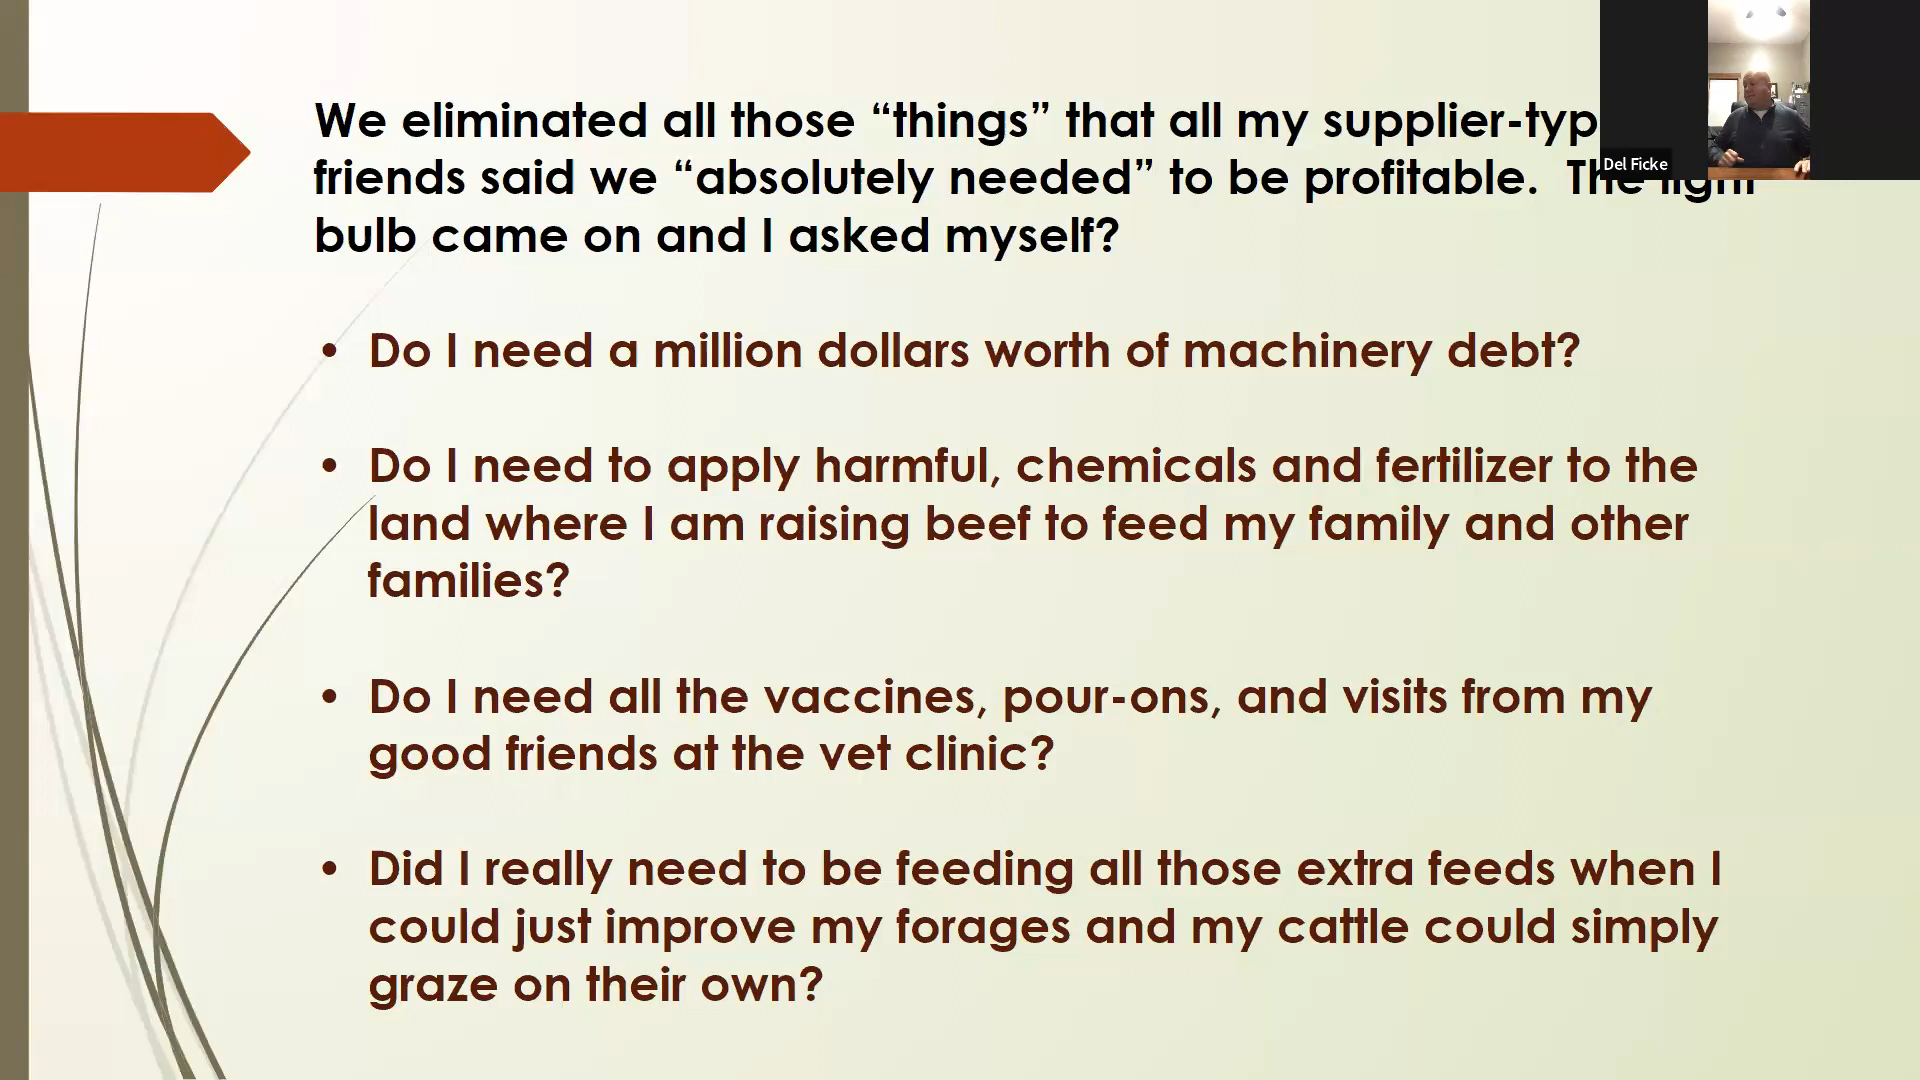 We eliminated all those “things” that all my supplier-typ
friends said we “absolutely needed” to be profitable.  The light
bulb came on and I asked myself?
• Do I need a million dollars worth of machinery debt?
• Do I need to apply harmful, chemicals and fertilizer to the
land where I am raising beef to feed my family and other
families?
• Do I need all the vaccines, pour-ons, and visits from my
good friends at the vet clinic?
• Did I really need to be feeding all those extra feeds when I
could just improve my forages and my cattle could simply
graze on their own?
Del Ficke